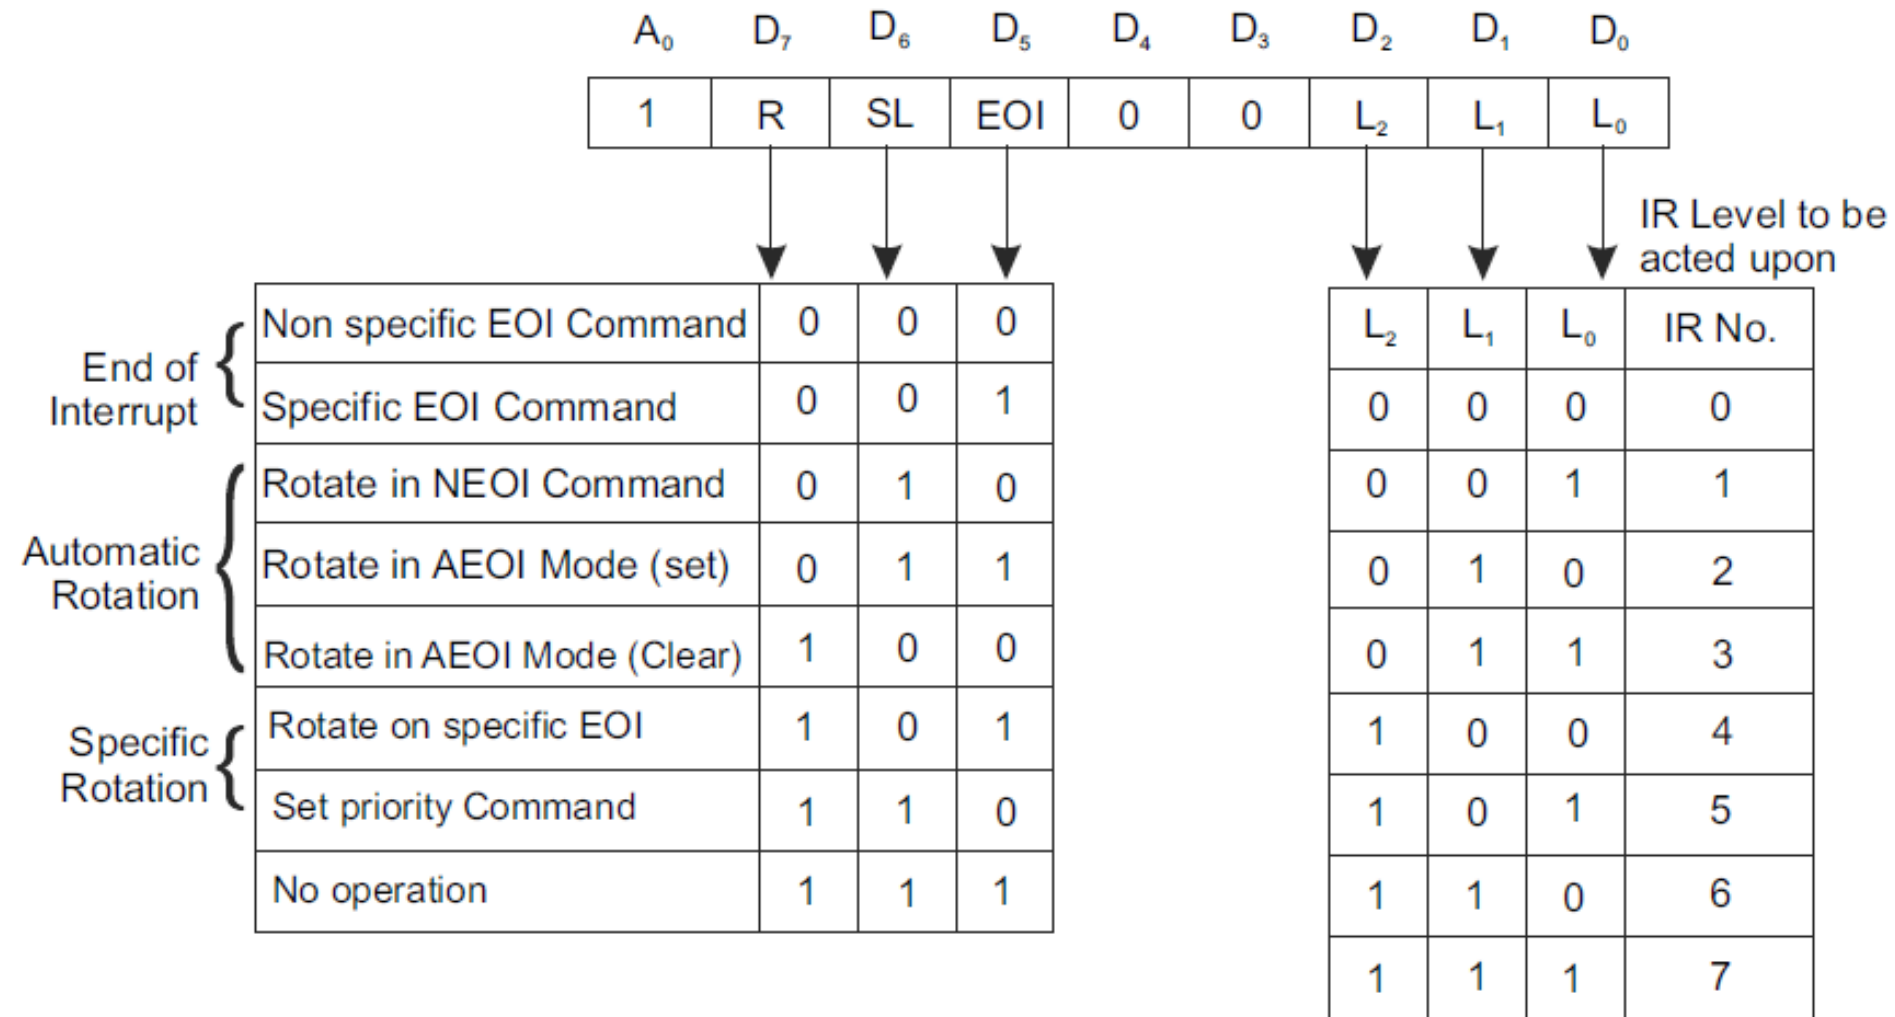 A₀ D₇ D₆ D₅ D₄ D₃ D₂ D₁ D₀
1 R SL EOI 0 0 L₂ L₁ L₀
End of
Interrupt
Non specific EOI Command 0 0 0
Specific EOI Command 0 0 1
Automatic
Rotation
Rotate in NEOI Command 0 1 0
Rotate in AEOI Mode (set) 0 1 1
Rotate in AEOI Mode (Clear) 1 0 0
Specific
Rotation
Rotate on specific EOI 1 0 1
Set priority Command 1 1 0
No operation 1 1 1
IR Level to be
acted upon
L₂ L₁ L₀ IR No.
0 0 0 0
0 0 1 1
0 1 0 2
0 1 1 3
1 0 0 4
1 0 1 5
1 1 0 6
1 1 1 7